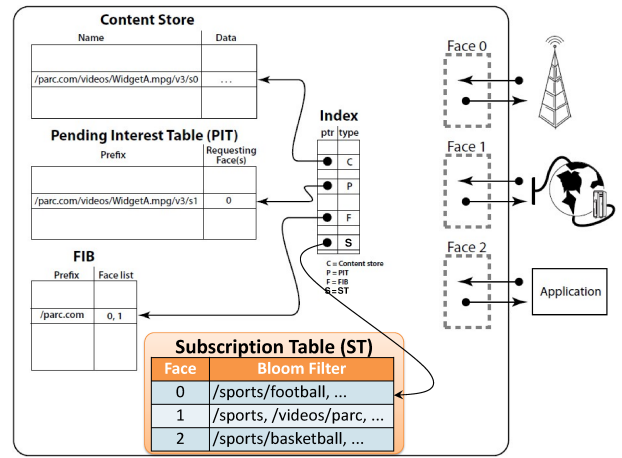 Content Store
Name Data
/parc.com/videos/WidgetA.mpg/v3/s0 ...
Pending Interest Table (PIT)
Prefix Requesting Face(s)
/parc.com/videos/WidgetA.mpg/v3/s1 0
FIB
Prefix Face list
/parc.com 0, 1
Index
ptr type
C
P
F
S
C = Content store
P = PIT
F = FIB
S = ST
Face 0
Face 1
Face 2
Application
Subscription Table (ST)
Face Bloom Filter
0 /sports/football, ...
1 /sports, /videos/parc, ...
2 /sports/basketball, ...